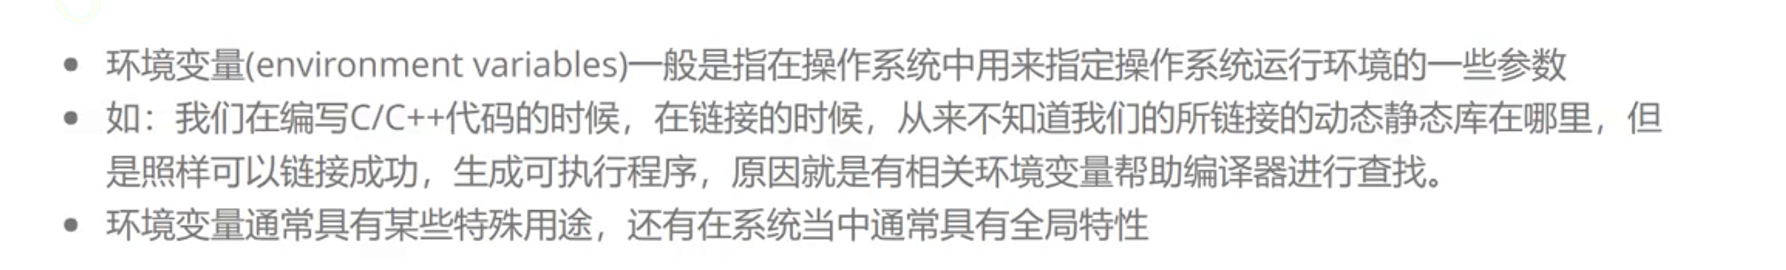 • 环境变量(environment variables)一般是指在操作系统中用来指定操作系统运行环境的一些参数
• 如：我们在编写C/C++代码的时候，在链接的时候，从来不知道我们的所链接的动态静态库在哪里，但
是照样可以链接成功，生成可执行程序，原因就是有相关环境变量帮助编译器进行查找。
• 环境变量通常具有某些特殊用途，还有在系统当中通常具有全局特性